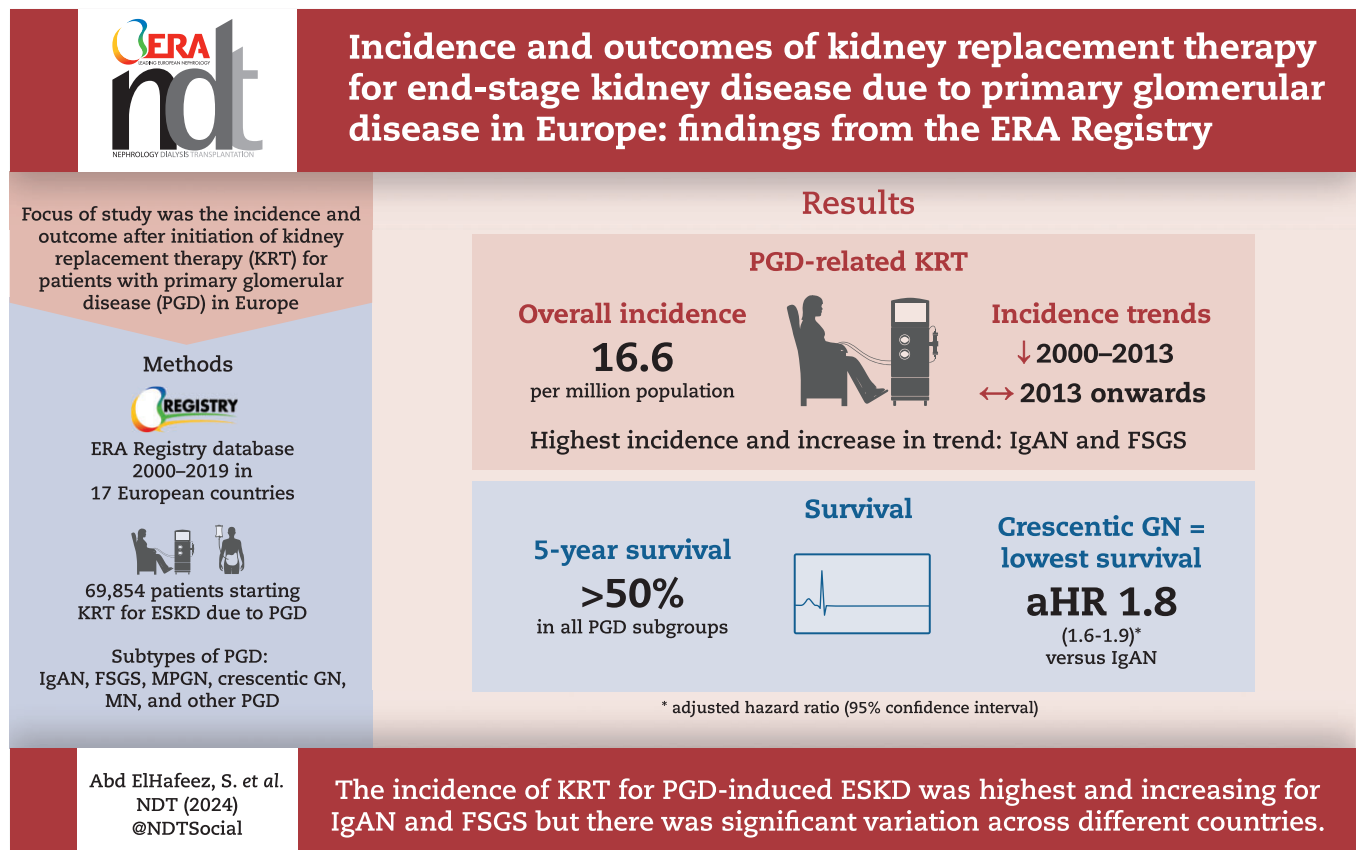 ERA
LEADING EUROPEAN NEPHROLOGY
ndt
NEPHROLOGY DIALYSIS TRANSPLANTATION
Incidence and outcomes of kidney replacement therapy
for end-stage kidney disease due to primary glomerular
disease in Europe: findings from the ERA Registry
Focus of study was the incidence and
outcome after initiation of kidney
replacement therapy (KRT) for
patients with primary glomerular
disease (PGD) in Europe
Methods
REGISTRY
ERA Registry database
2000–2019 in
17 European countries
69,854 patients starting
KRT for ESKD due to PGD
Subtypes of PGD:
IgAN, FSGS, MPGN, crescentic GN,
MN, and other PGD
Results
PGD-related KRT
Overall incidence
16.6
per million population
Incidence trends
↓ 2000–2013
↔ 2013 onwards
Highest incidence and increase in trend: IgAN and FSGS
Survival
5-year survival
>50%
in all PGD subgroups
Crescentic GN =
lowest survival
aHR 1.8
(1.6-1.9)*
versus IgAN
* adjusted hazard ratio (95% confidence interval)
Abd ElHafeez, S. et al.
NDT (2024)
@NDTSocial
The incidence of KRT for PGD-induced ESKD was highest and increasing for
IgAN and FSGS but there was significant variation across different countries.